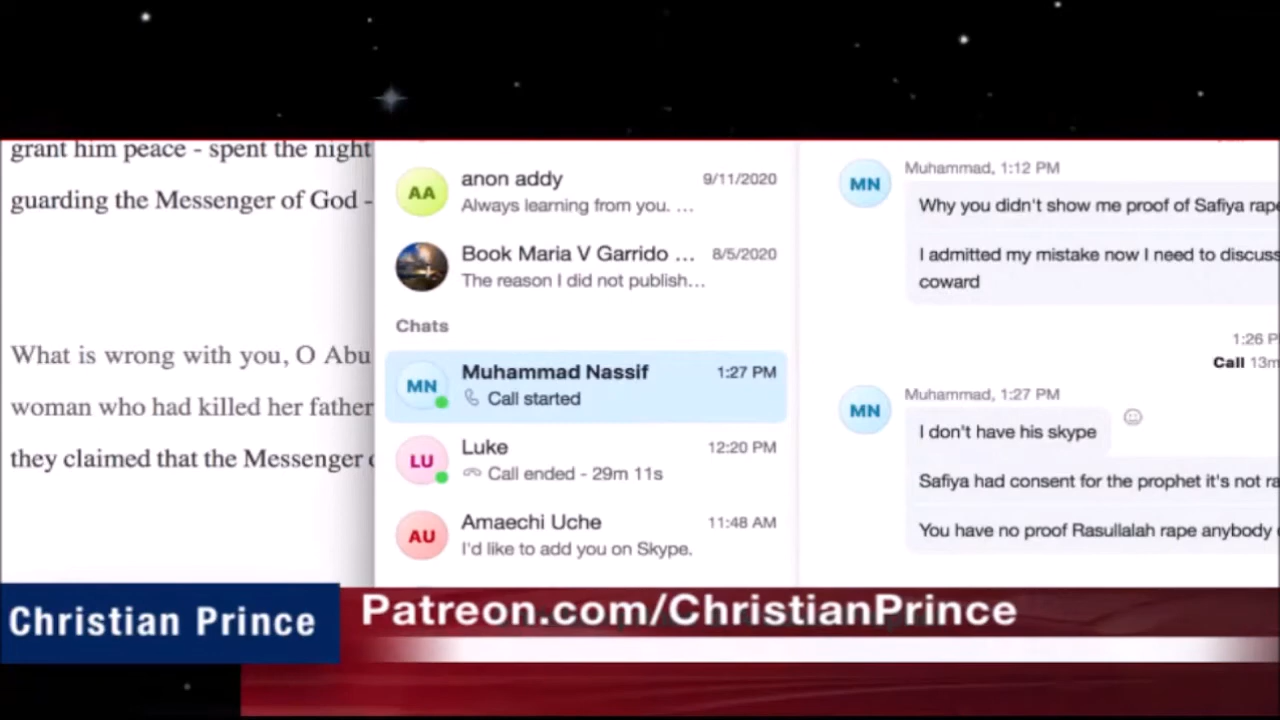 grant him peace - spent the night
guarding the Messenger of God -
What is wrong with you, O Abu
woman who had killed her father
they claimed that the Messenger
AA
anon addy
9/11/2020
Always learning from you. ...
Book Maria V Garrido ...
8/5/2020
The reason I did not publish...
Chats
MN
Muhammad Nassif
1:27 PM
Call started
LU
Luke
12:20 PM
Call ended - 29m 11s
AU
Amaechi Uche
11:48 AM
I'd like to add you on Skype.
MN
Muhammad, 1:12 PM
Why you didn't show me proof of Safiya rape
I admitted my mistake now I need to discuss
coward
1:26 P
Call 13m
MN
Muhammad, 1:27 PM
I don't have his skype
Safiya had consent for the prophet it's not ra
You have no proof Rasullalah rape anybody
Christian Prince
Patreon.com/ChristianPrince